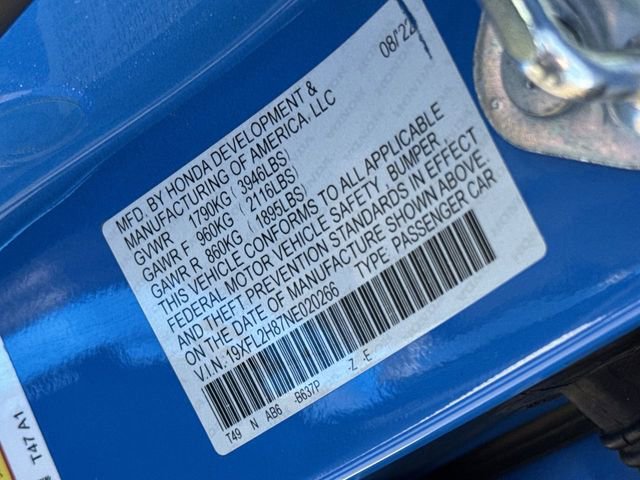 08/22
MFD. BY HONDA DEVELOPMENT &
MANUFACTURING OF AMERICA, LLC
GVWR 1790KG (3946LBS)
GAWR F 960KG (2116LBS)
GAWR R 860KG (1895LBS)
THIS VEHICLE CONFORMS TO ALL APPLICABLE
FEDERAL MOTOR VEHICLE SAFETY, BUMPER,
AND THEFT PREVENTION STANDARDS IN EFFECT
ON THE DATE OF MANUFACTURE SHOWN ABOVE.
V.I.N: 19XFL2H87NE020266 TYPE: PASSENGER CAR
T49 N AB6 -B637P -Z -E
T47 A1